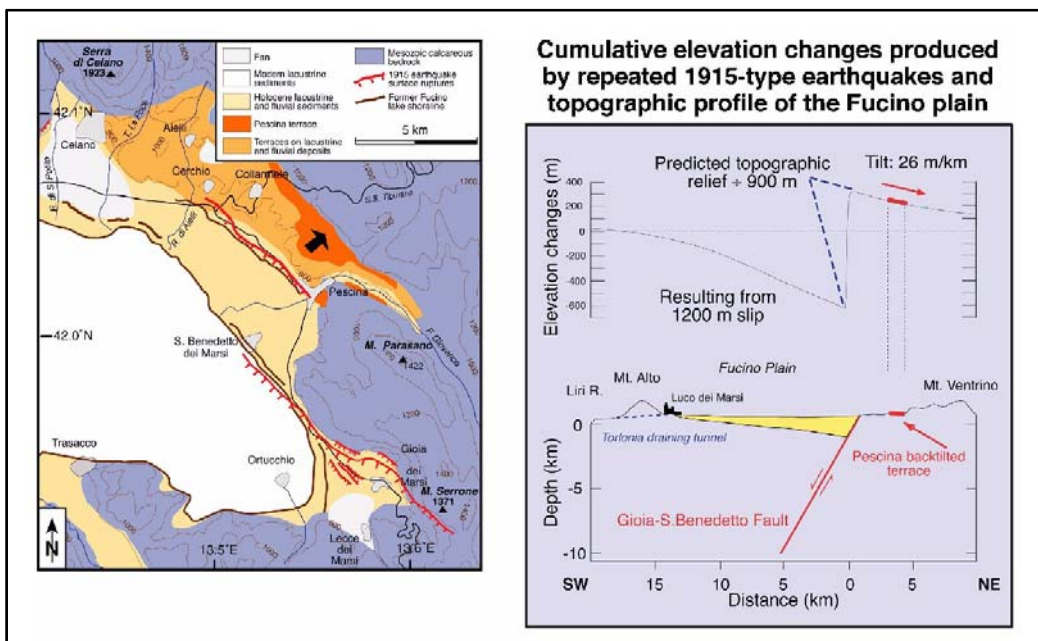 Serra
di Celano
1923
1400
Fan
Modern lacustrine
sediments
Holocene lacustrine
and fluvial sediments
Pescina terrace
Terraces on lacustrine
and fluvial deposits
Mesozoic calcareous
bedrock
1915 earthquake
surface ruptures
Former Fucino
lake shoreline
5 km
42.1°N
Celano
Aielli
Cerchio
Collarmele
Pescina
42.0°N
S. Benedetto
dei Marsi
M. Parasano
1422
F. Giovenco
Trasacco
Ortucchio
Gioia
dei
Marsi
M. Serrone
1371
Lecce
dei
Marsi
N
13.5°E
13.6°E
Cumulative elevation changes produced
by repeated 1915-type earthquakes and
topographic profile of the Fucino plain
Predicted topographic
relief ÷ 900 m
Tilt: 26 m/km
Elevation changes (m)
400
200
0
-200
-400
-600
Resulting from
1200 m slip
Fucino Plain
Liri R.
Mt. Alto
Luco dei Marsi
Mt. Ventrino
Torlonia draining tunnel
Pescina backtilted
terrace
Gioia-S.Benedetto Fault
Depth (km)
0
-5
-10
SW
15
10
5
0
5
NE
Distance (km)